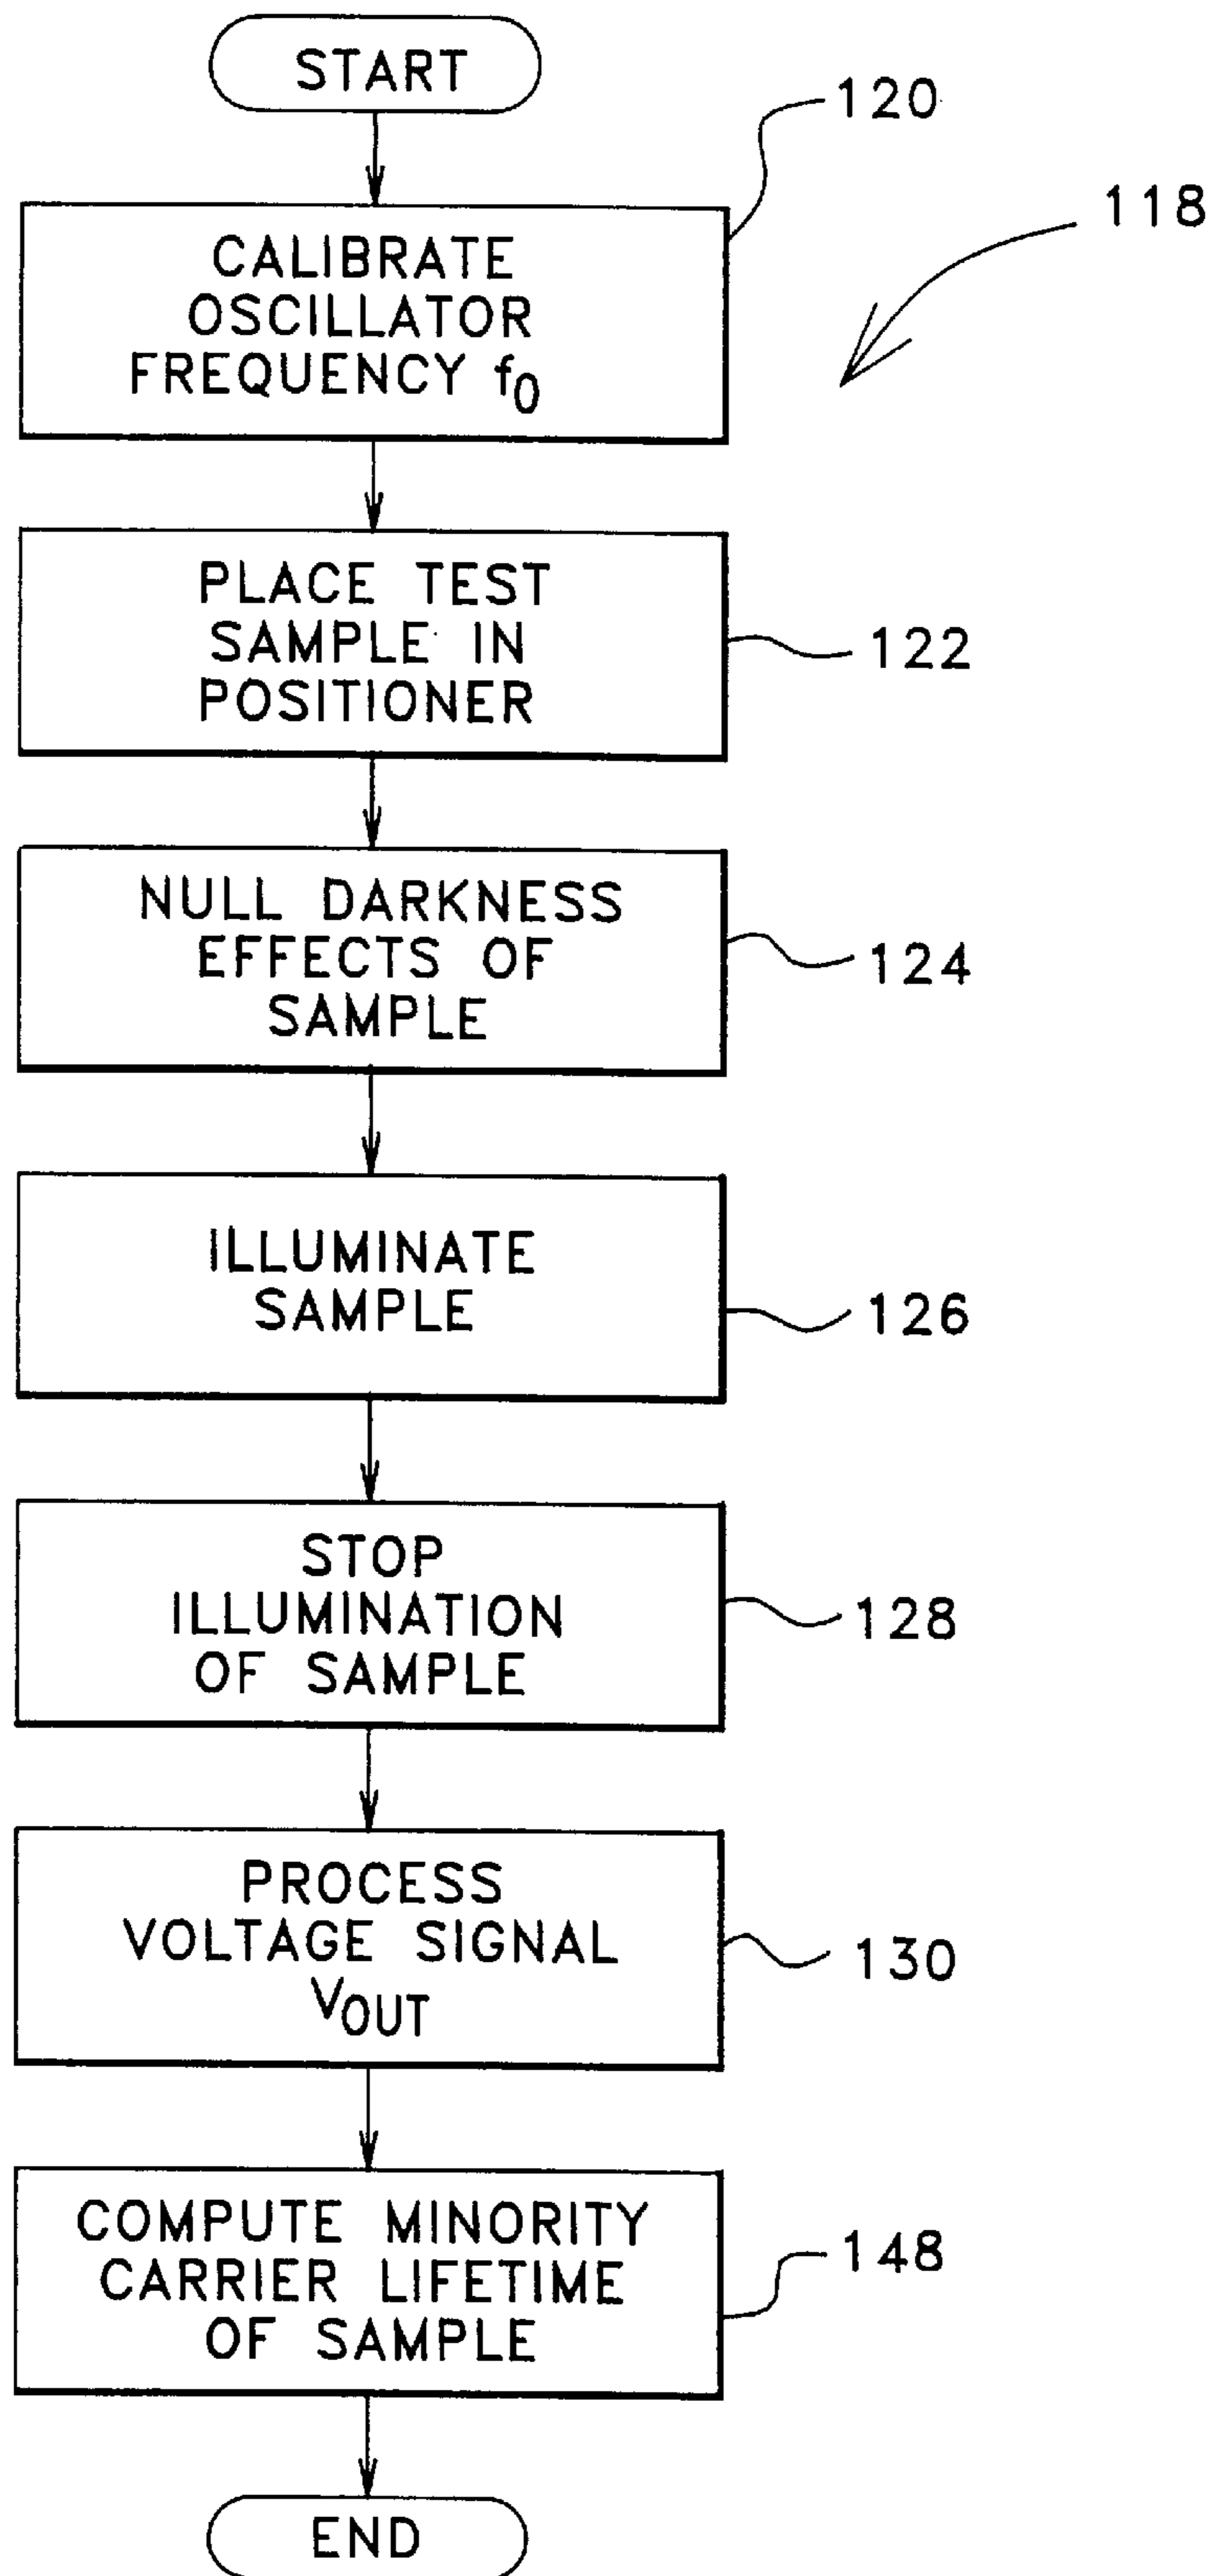 START
120
118
CALIBRATE
OSCILLATOR
FREQUENCY f0
PLACE TEST
SAMPLE IN
POSITIONER
122
NULL DARKNESS
EFFECTS OF
SAMPLE
124
ILLUMINATE
SAMPLE
126
STOP
ILLUMINATION
OF SAMPLE
128
PROCESS
VOLTAGE SIGNAL
VOUT
130
COMPUTE MINORITY
CARRIER LIFETIME
OF SAMPLE
148
END